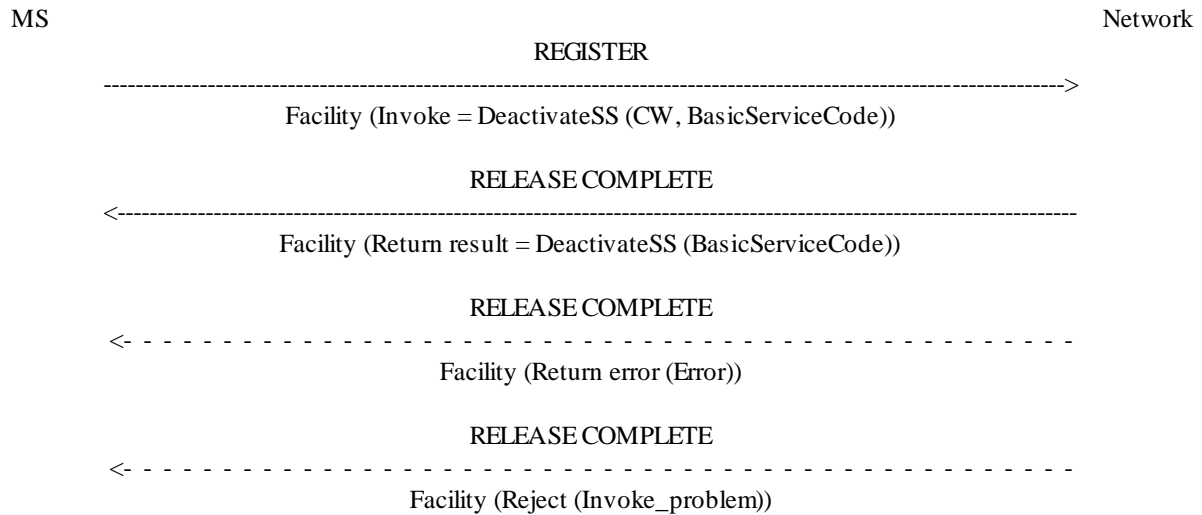 MS Network
REGISTER
------------------------------------------------------------------------------------------------------------------------>
Facility (Invoke = DeactivateSS (CW, BasicServiceCode))
RELEASE COMPLETE
<------------------------------------------------------------------------------------------------------------------------
Facility (Return result = DeactivateSS (BasicServiceCode))
RELEASE COMPLETE
<- - - - - - - - - - - - - - - - - - - - - - - - - - - - - - - - - - - - - - - - - - - - - - - -
Facility (Return error (Error))
RELEASE COMPLETE
<- - - - - - - - - - - - - - - - - - - - - - - - - - - - - - - - - - - - - - - - - - - - - - - -
Facility (Reject (Invoke_problem))